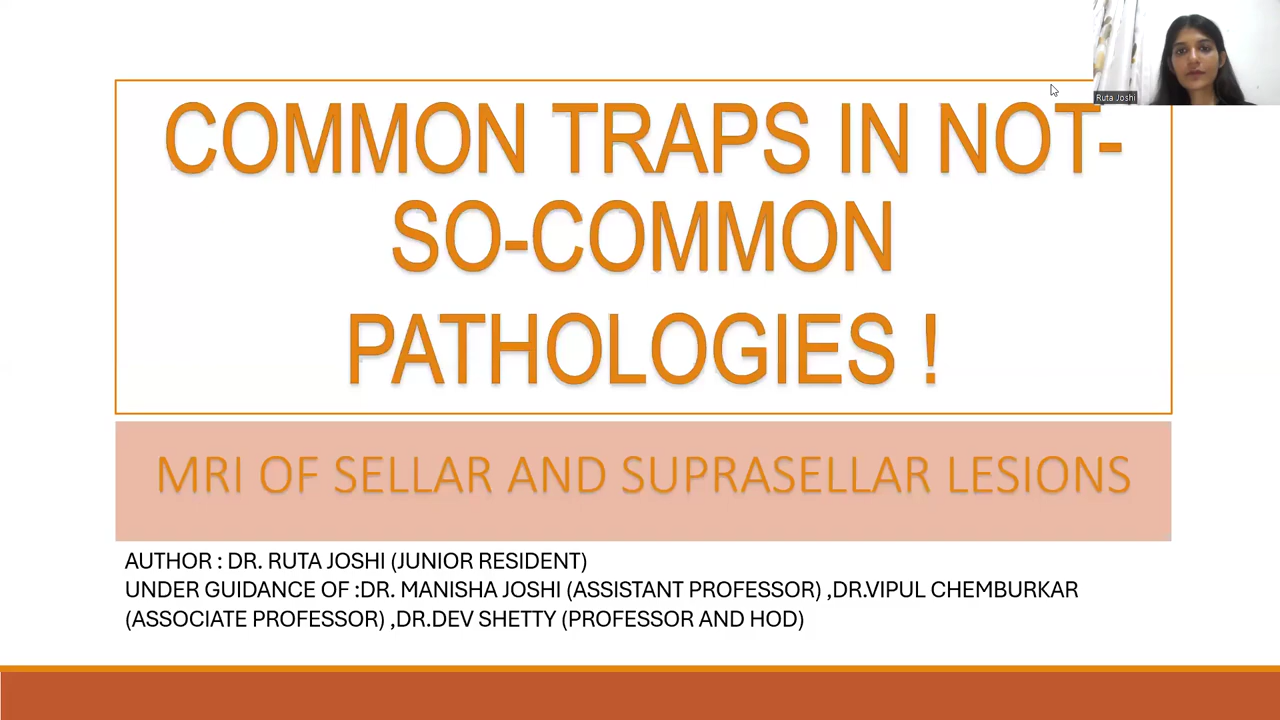 Ruta Joshi
COMMON TRAPS IN NOT-
SO-COMMON
PATHOLOGIES !
MRI OF SELLAR AND SUPRASELLAR LESIONS
AUTHOR : DR. RUTA JOSHI (JUNIOR RESIDENT)
UNDER GUIDANCE OF :DR. MANISHA JOSHI (ASSISTANT PROFESSOR) ,DR.VIPUL CHEMBURKAR
(ASSOCIATE PROFESSOR) ,DR.DEV SHETTY (PROFESSOR AND HOD)